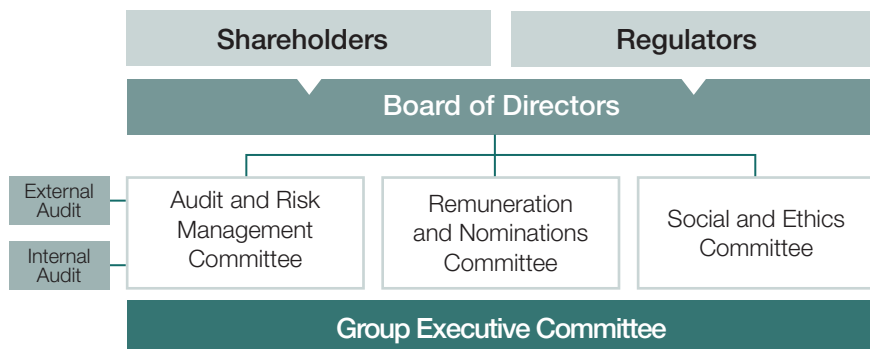 Shareholders
Regulators
Board of Directors
External
Audit
Internal
Audit
Audit and Risk
Management
Committee
Remuneration
and Nominations
Committee
Social and Ethics
Committee
Group Executive Committee